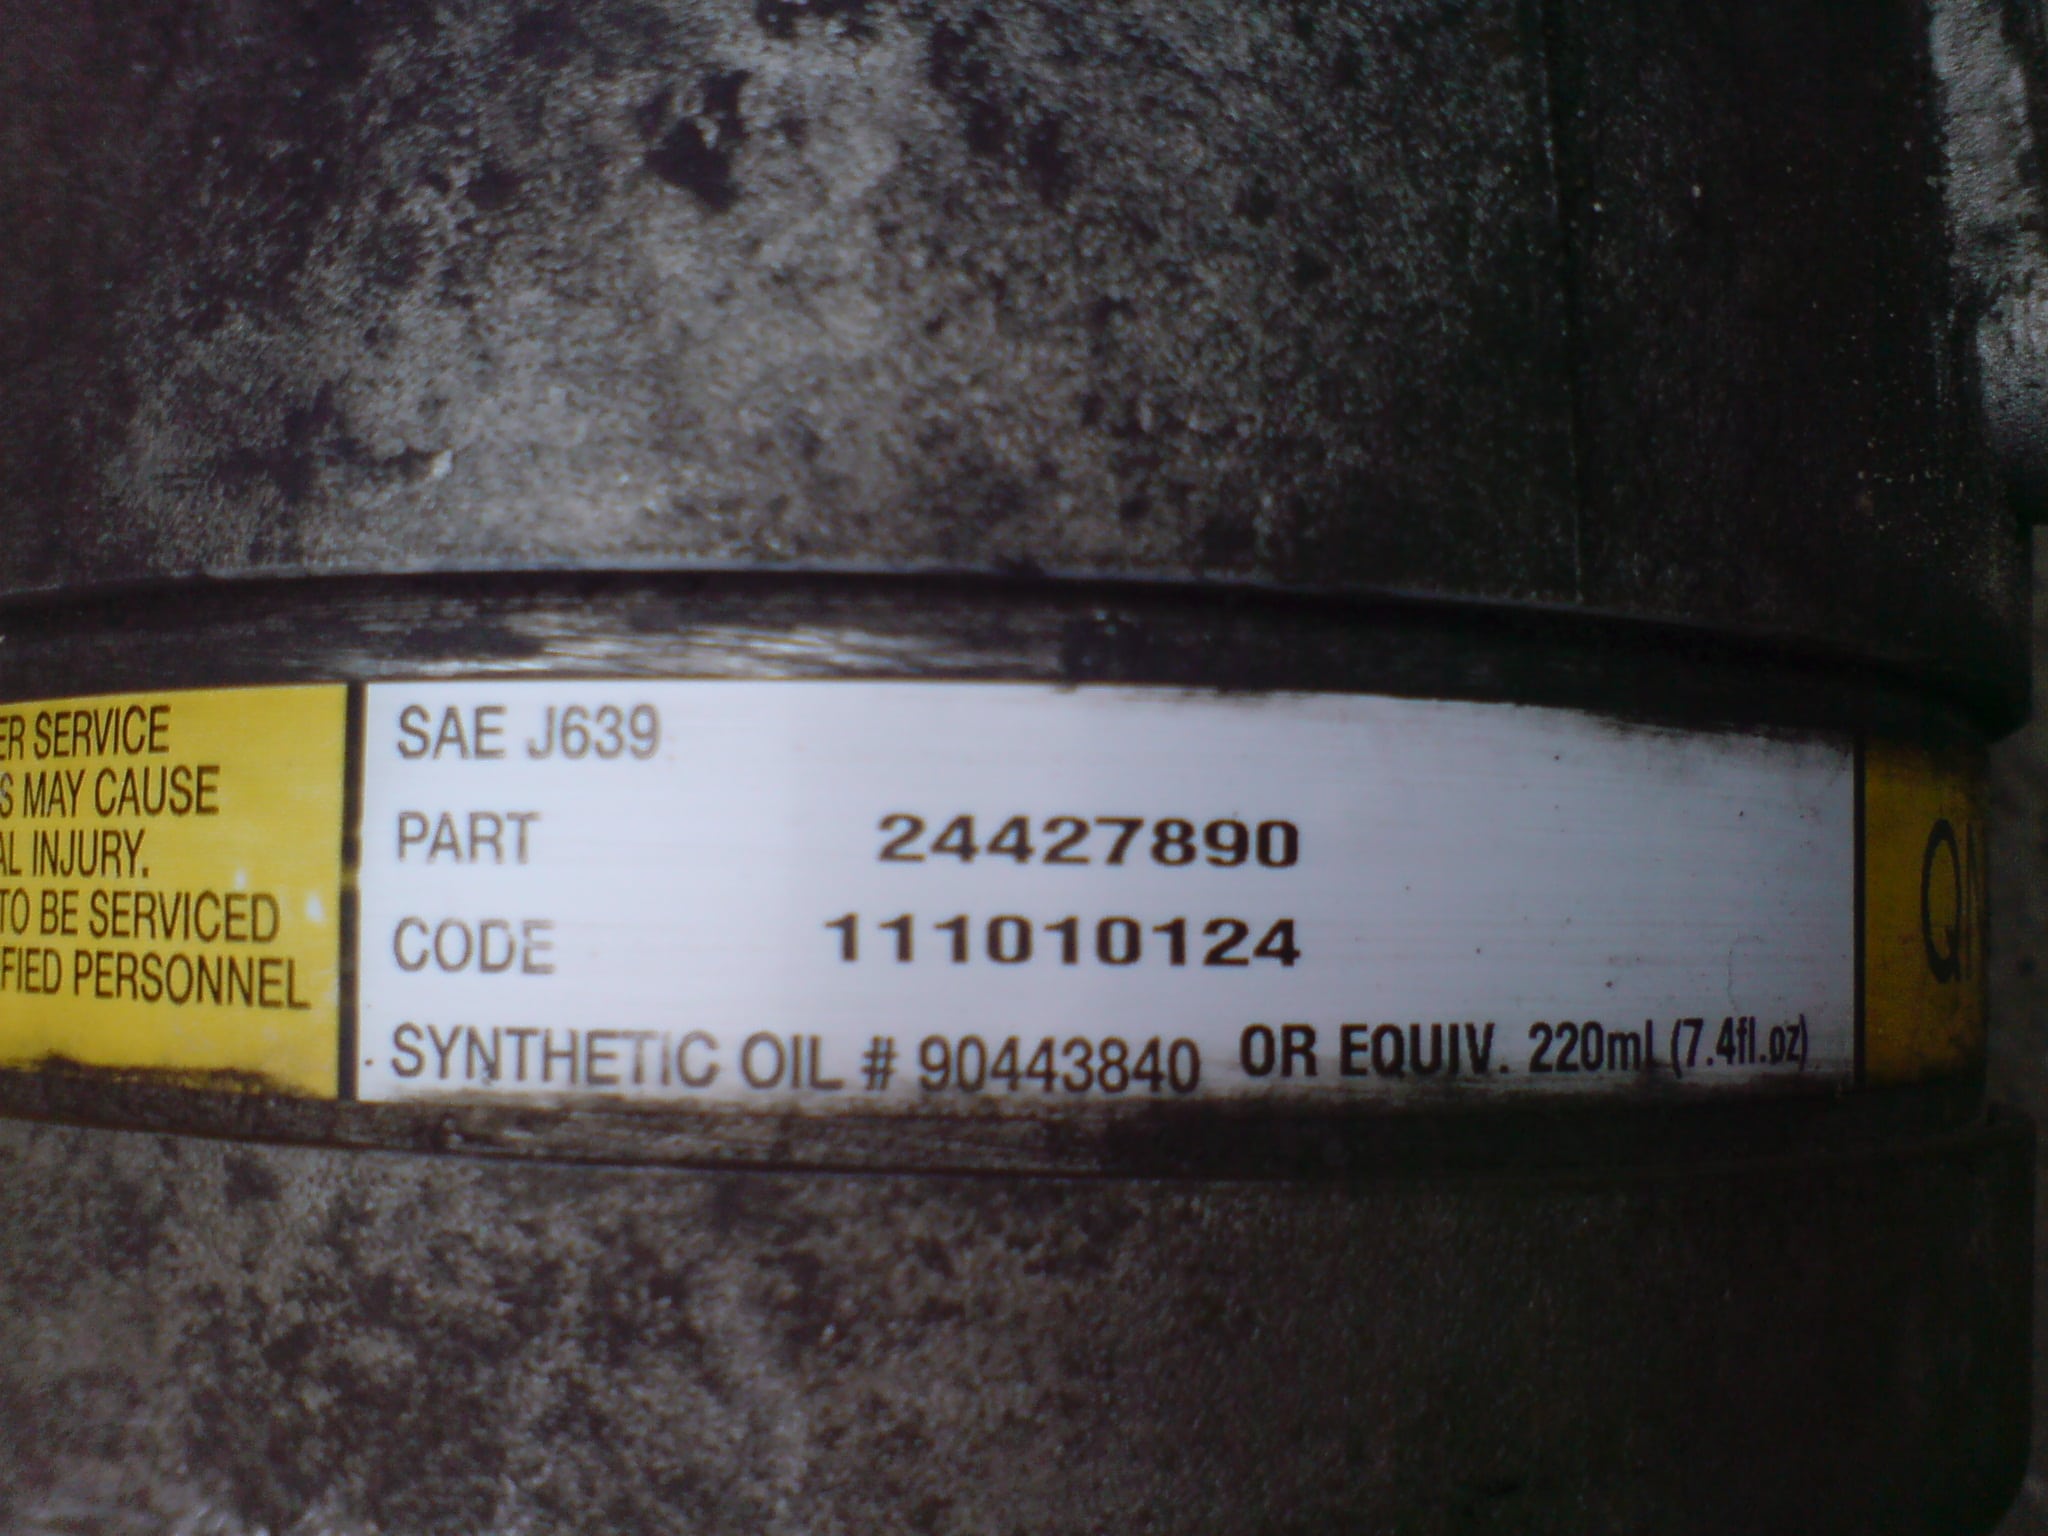 ER SERVICE
S MAY CAUSE
AL INJURY.
TO BE SERVICED
FIED PERSONNEL
SAE J639
PART 24427890
CODE 111010124
SYNTHETIC OIL # 90443840 OR EQUIV. 220mL (7.4fl.oz)